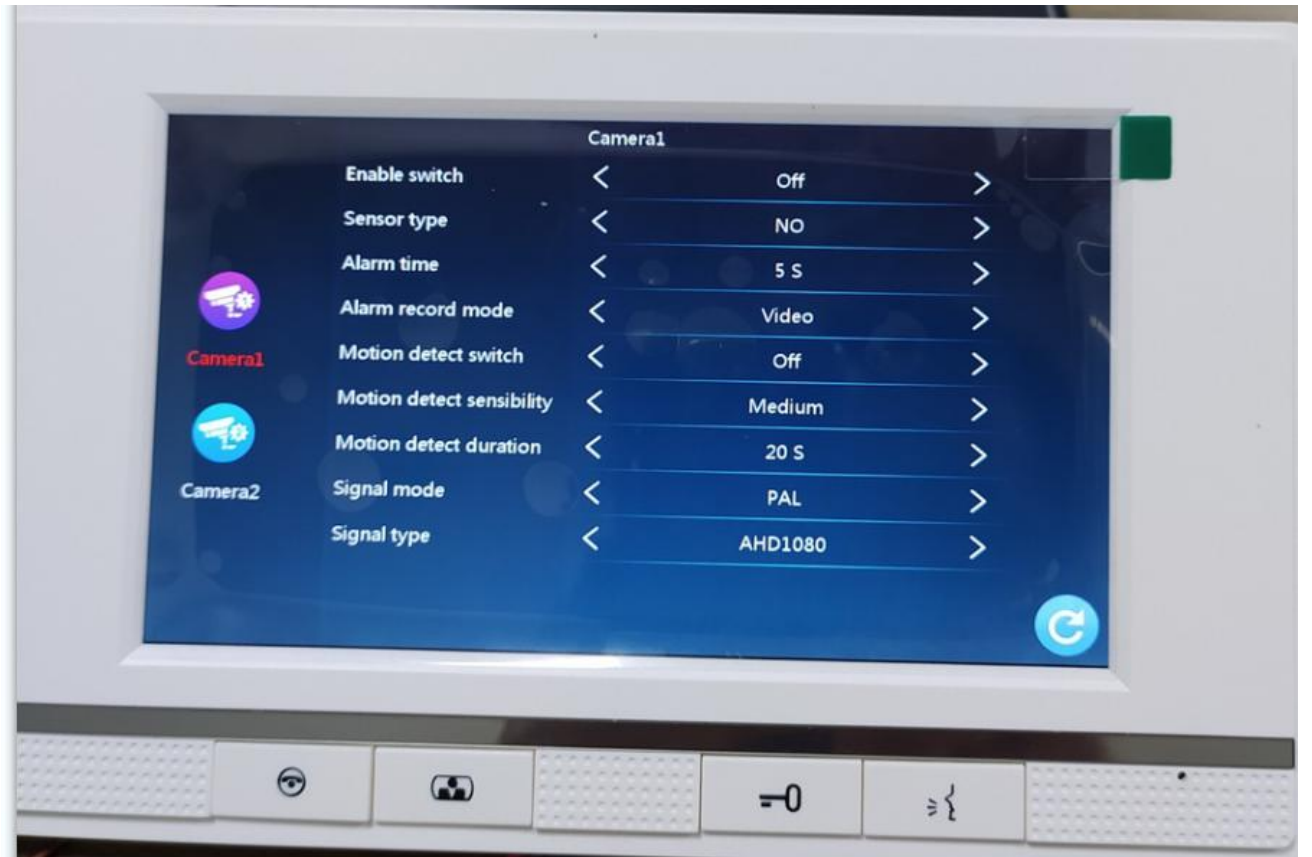 Camera1
Enable switch < Off >
Sensor type < NO >
Alarm time < 5 S >
Alarm record mode < Video >
Motion detect switch < Off >
Motion detect sensibility < Medium >
Motion detect duration < 20 S >
Signal mode < PAL >
Signal type < AHD1080 >
Camera1
Camera2